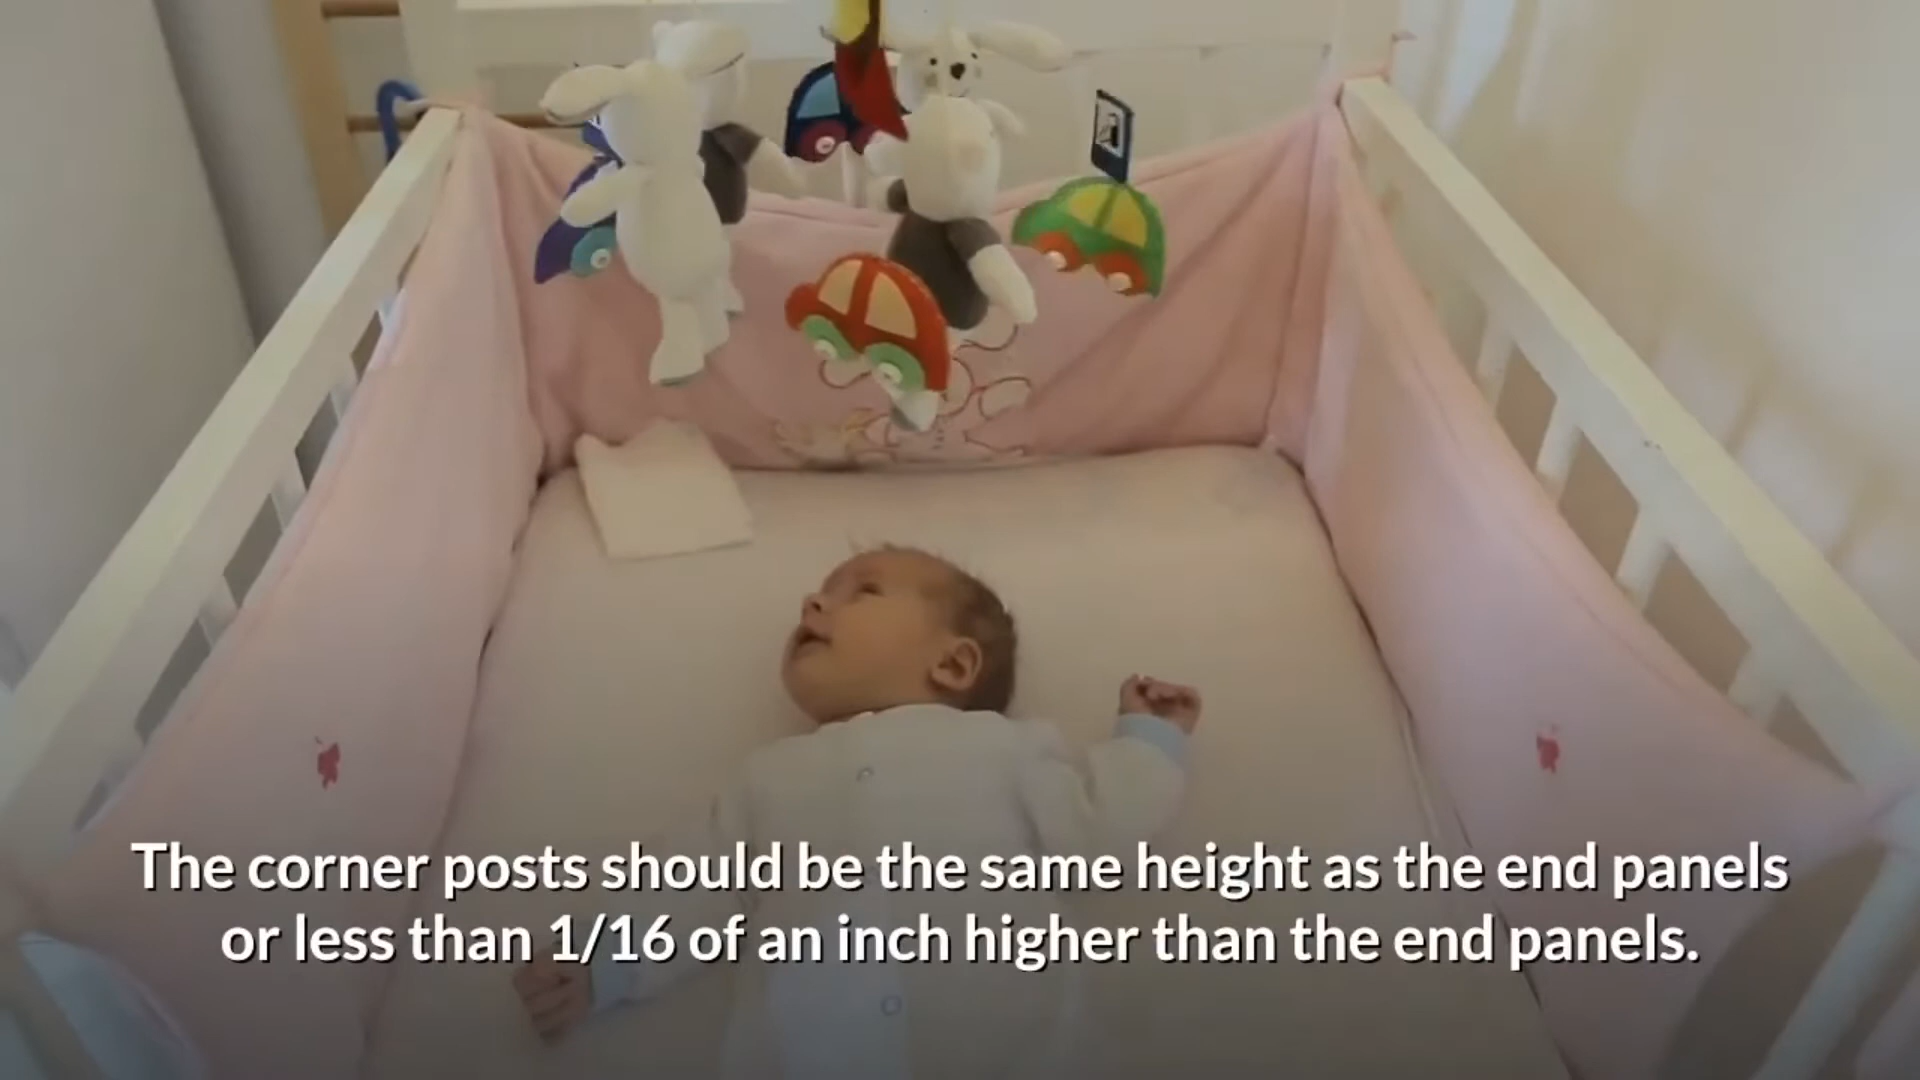 The corner posts should be the same height as the end panels
or less than 1/16 of an inch higher than the end panels.